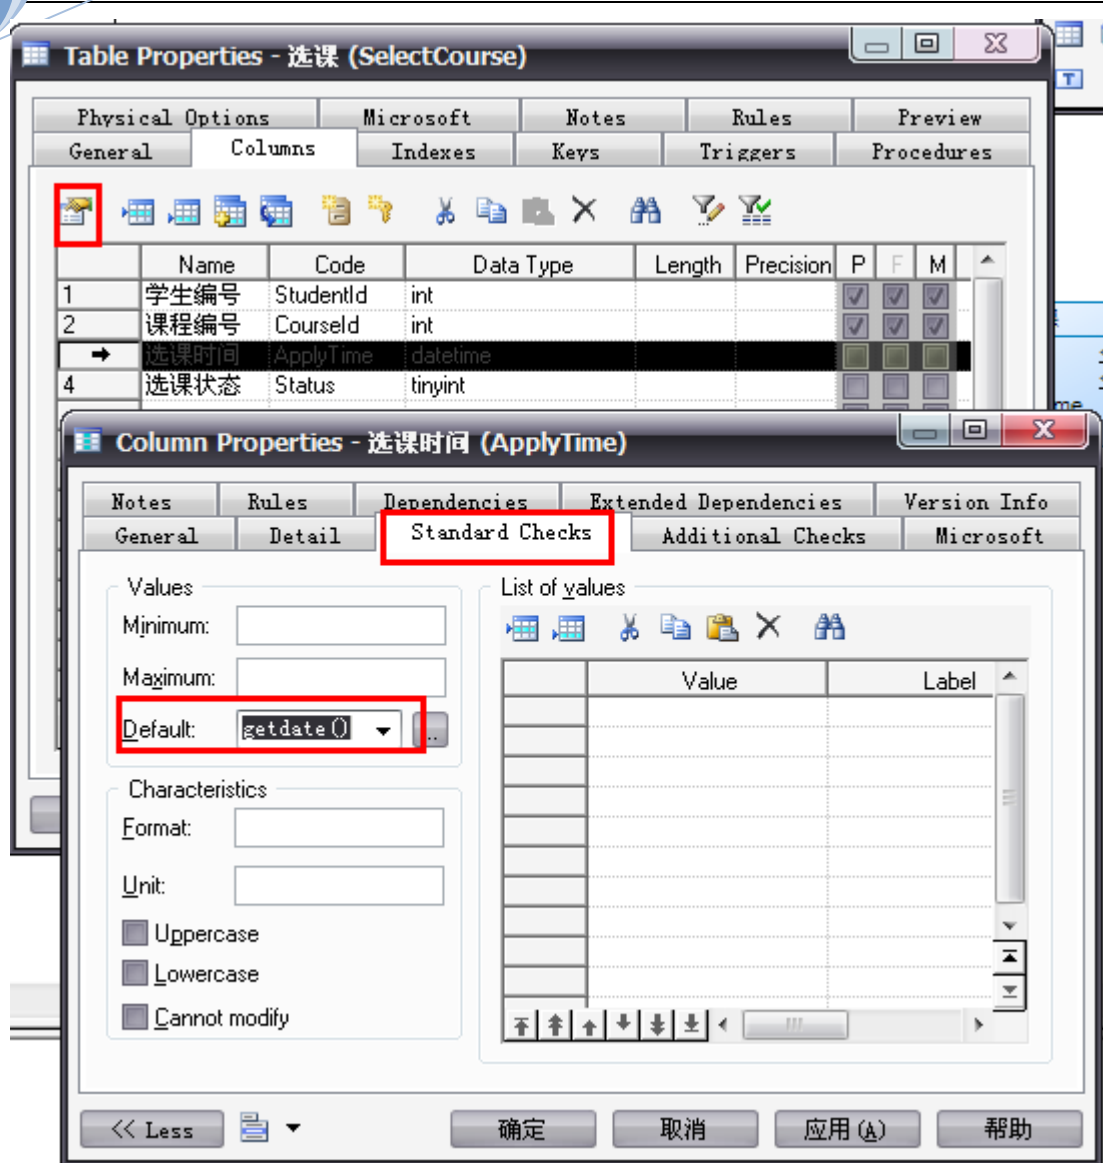 Table Properties - 选课 (SelectCourse)
Physical Options Microsoft Notes Rules Preview
General Columns Indexes Keys Triggers Procedures
Name Code Data Type Length Precision P F M
1 学生编号 StudentId int
2 课程编号 CourseId int
选课时间 ApplyTime datetime
4 选课状态 Status tinyint
me
Column Properties - 选课时间 (ApplyTime)
Notes Rules Dependencies Extended Dependencies Version Info
General Detail Standard Checks Additional Checks Microsoft
Values
Minimum:
Maximum:
Default: getdate() ...
Characteristics
Format:
Unit:
Uppercase
Lowercase
Cannot modify
List of values
Value Label
<< Less 确定 取消 应用(A) 帮助